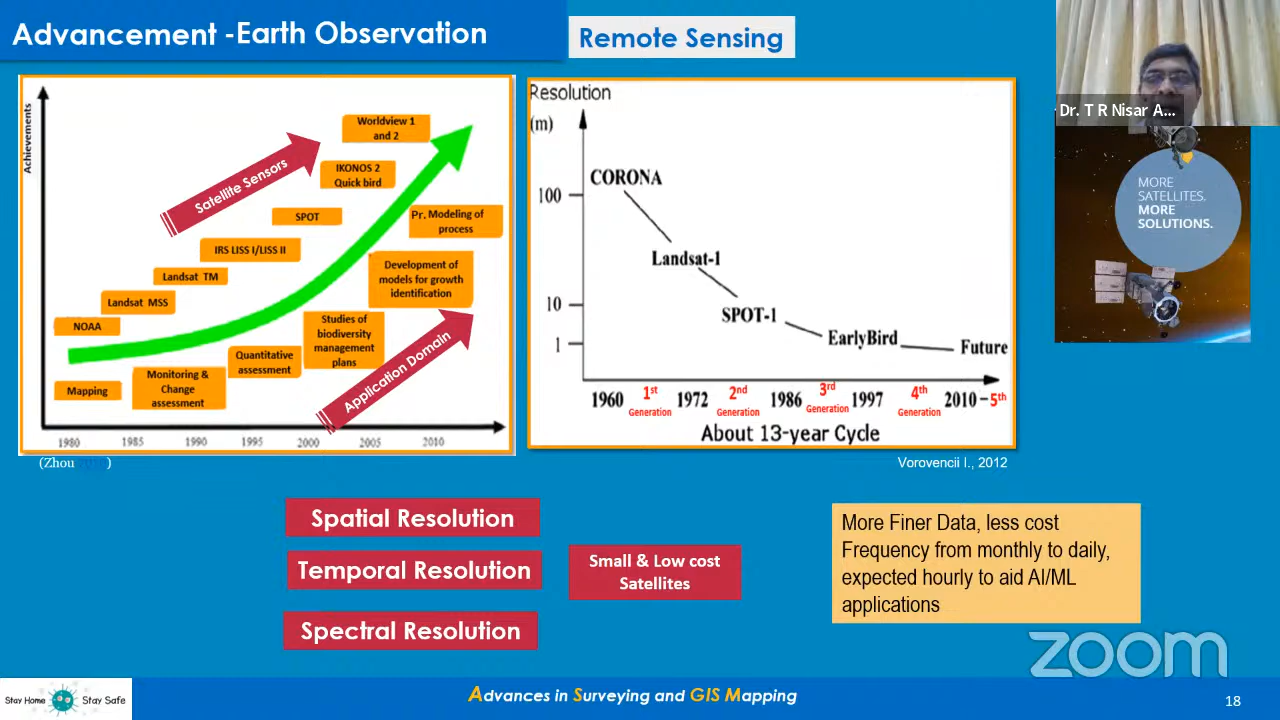 Advancement -Earth Observation
Remote Sensing
Achievements
Satellite Sensors
Worldview 1
and 2
IKONOS 2
Quick bird
SPOT
IRS LISS I/LISS II
Landsat TM
Landsat MSS
NOAA
Pr. Modeling of
process
Development of
models for growth
identification
Studies of
biodiversity
management
plans
Quantitative
assessment
Monitoring &
Change
assessment
Mapping
Application Domain
1980 1985 1990 1995 2000 2005 2010
(Zhou )
Resolution
(m)
100
10
1
CORONA
Landsat-1
SPOT-1
EarlyBird
Future
1960 1st Generation 1972 2nd Generation 1986 3rd Generation 1997 4th Generation 2010 - 5th
About 13-year Cycle
Vorovencii I., 2012
Dr. T R Nisar A...
MORE
SATELLITES.
MORE
SOLUTIONS.
Spatial Resolution
Temporal Resolution
Spectral Resolution
Small & Low cost
Satellites
More Finer Data, less cost
Frequency from monthly to daily,
expected hourly to aid AI/ML
applications
zoom
Stay Home Stay Safe
Advances in Surveying and GIS Mapping
18